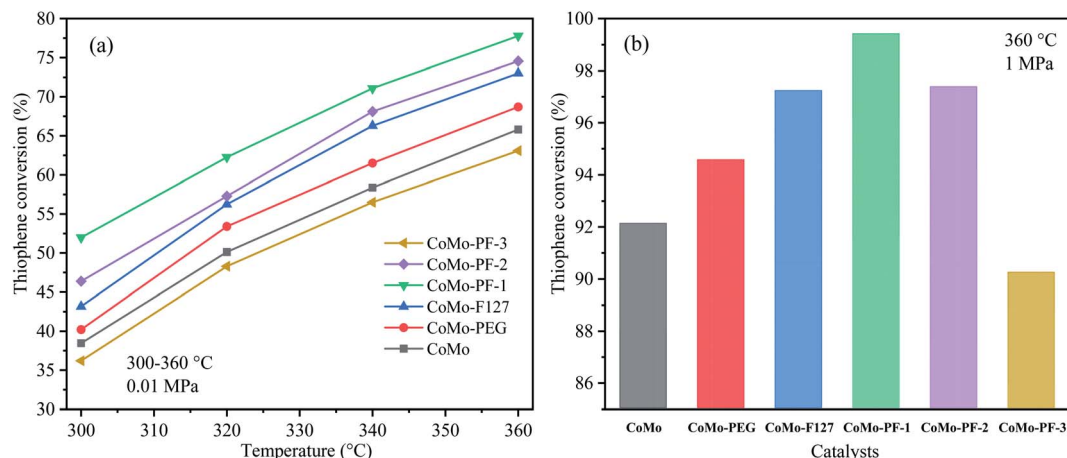 (a)
80
75
70
65
60
55
50
45
40
35
30
Thiophene conversion (%)
CoMo-PF-3
CoMo-PF-2
CoMo-PF-1
CoMo-F127
CoMo-PEG
CoMo
300-360 °C
0.01 MPa
300 310 320 330 340 350 360
Temperature (°C)
(b)
360 °C
1 MPa
100
98
96
94
92
90
88
86
Thiophene conversion (%)
CoMo CoMo-PEG CoMo-F127 CoMo-PF-1 CoMo-PF-2 CoMo-PF-3
Catalysts